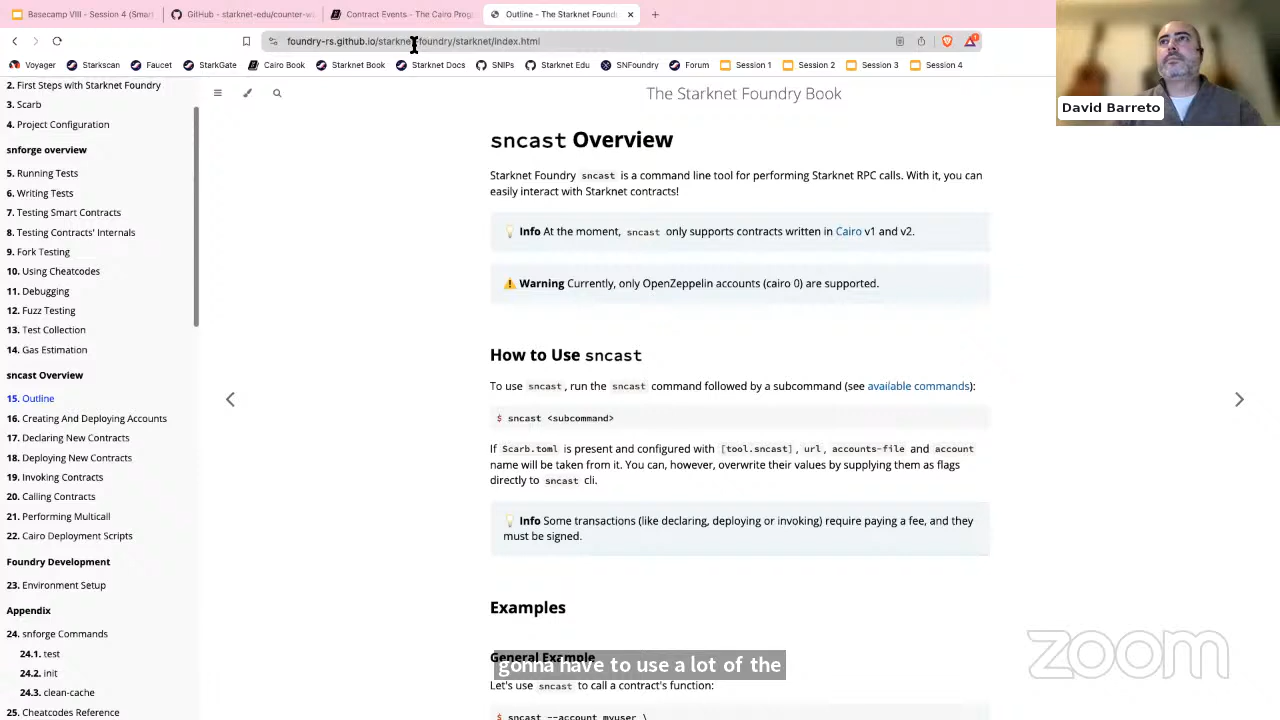 Basecamp VIII - Session 4 (Smar
GitHub - starknet-edu/counter-w
Contract Events - The Cairo Prog
Outline - The Starknet Found
foundry-rs.github.io/starknet-foundry/starknet/index.html
Voyager
Starkscan
Faucet
StarkGate
Cairo Book
Starknet Book
Starknet Docs
SNIPs
Starknet Edu
SNFoundry
Forum
Session 1
Session 2
Session 3
Session 4
David Barreto
2. First Steps with Starknet Foundry
3. Scarb
4. Project Configuration
snforge overview
5. Running Tests
6. Writing Tests
7. Testing Smart Contracts
8. Testing Contracts' Internals
9. Fork Testing
10. Using Cheatcodes
11. Debugging
12. Fuzz Testing
13. Test Collection
14. Gas Estimation
sncast Overview
15. Outline
16. Creating And Deploying Accounts
17. Declaring New Contracts
18. Deploying New Contracts
19. Invoking Contracts
20. Calling Contracts
21. Performing Multicall
22. Cairo Deployment Scripts
Foundry Development
23. Environment Setup
Appendix
24. snforge Commands
24.1. test
24.2. init
24.3. clean-cache
25. Cheatcodes Reference
The Starknet Foundry Book
sncast Overview
Starknet Foundry sncast is a command line tool for performing Starknet RPC calls. With it, you can
easily interact with Starknet contracts!
Info At the moment, sncast only supports contracts written in Cairo v1 and v2.
Warning Currently, only OpenZeppelin accounts (cairo 0) are supported.
How to Use sncast
To use sncast, run the sncast command followed by a subcommand (see available commands):
$ sncast <subcommand>
If Scarb.toml is present and configured with [tool.sncast], url, accounts-file and account
name will be taken from it. You can, however, overwrite their values by supplying them as flags
directly to sncast cli.
Info Some transactions (like declaring, deploying or invoking) require paying a fee, and they
must be signed.
Examples
General Example
gonna have to use a lot of the
Let's use sncast to call a contract's function:
$ sncast --account myuser \
zoom